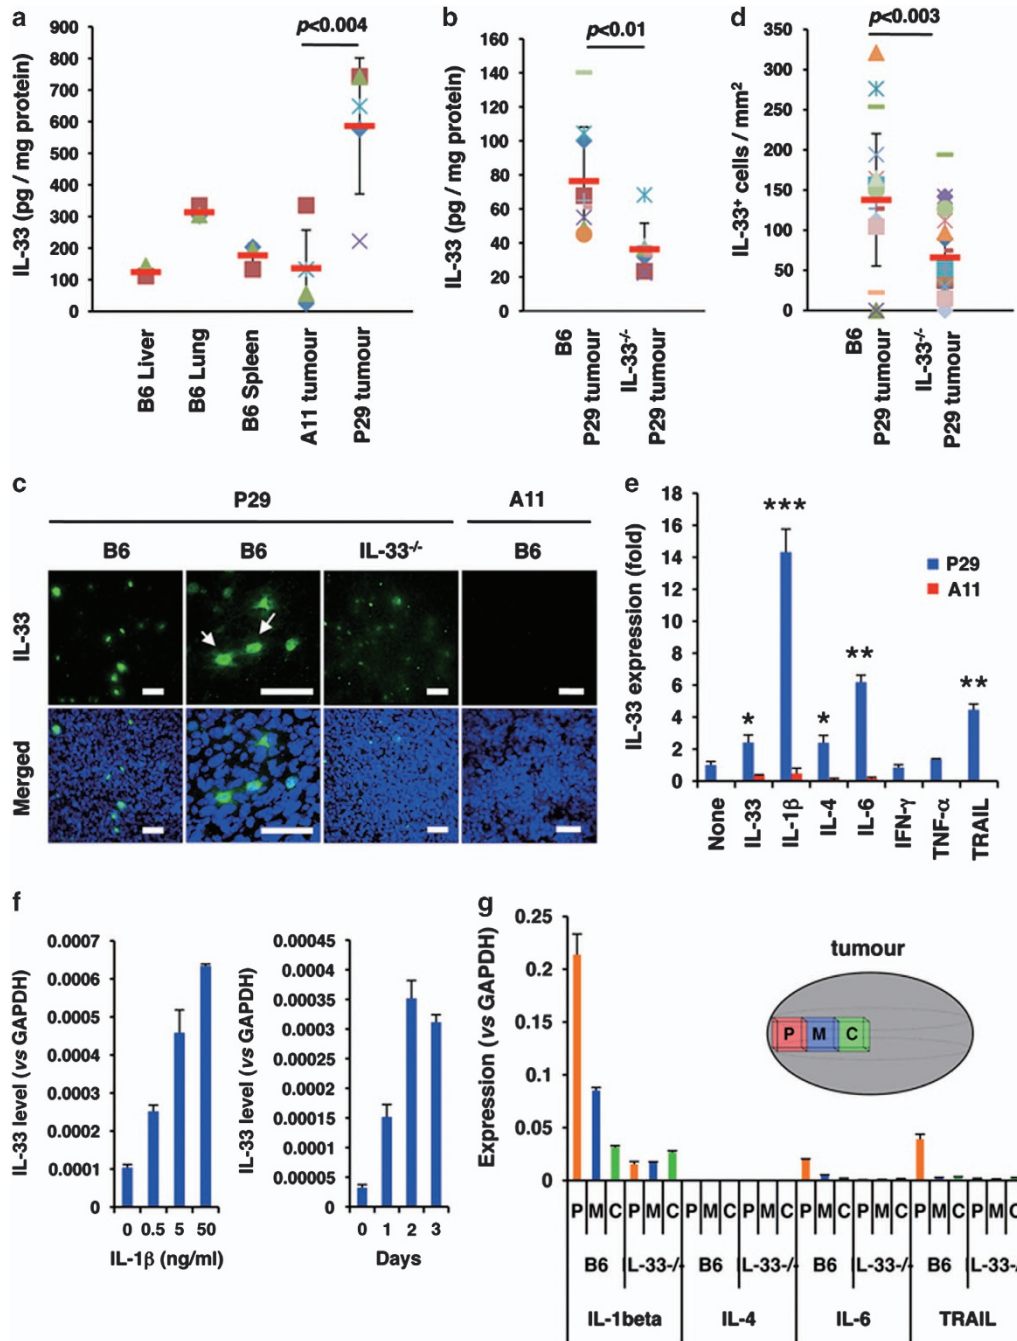 a
p<0.004
IL-33 (pg / mg protein)
900
800
700
600
500
400
300
200
100
0
B6 Liver
B6 Lung
B6 Spleen
A11 tumour
P29 tumour
b
p<0.01
IL-33 (pg / mg protein)
160
140
120
100
80
60
40
20
0
B6
P29 tumour
IL-33-/-
P29 tumour
d
p<0.003
IL-33+ cells / mm2
350
300
250
200
150
100
50
0
B6
P29 tumour
IL-33-/-
P29 tumour
c
P29 A11
B6 B6 IL-33-/- B6
IL-33
Merged
e
IL-33 expression (fold)
18
16
14
12
10
8
6
4
2
0
* *** * ** **
P29
A11
None
IL-33
IL-1β
IL-4
IL-6
IFN-γ
TNF-α
TRAIL
f
IL-33 level (vs GAPDH)
0.0007
0.0006
0.0005
0.0004
0.0003
0.0002
0.0001
0
0 0.5 5 50
IL-1β (ng/ml)
IL-33 level (vs GAPDH)
0.00045
0.0004
0.00035
0.0003
0.00025
0.0002
0.00015
0.0001
0.00005
0
0 1 2 3
Days
g
Expression (vs GAPDH)
0.25
0.2
0.15
0.1
0.05
0
tumour
P M C
P M C P M C P M C P M C P M C P M C P M C P M C
B6 IL-33-/- B6 IL-33-/- B6 IL-33-/- B6 IL-33-/
IL-1beta IL-4 IL-6 TRAIL